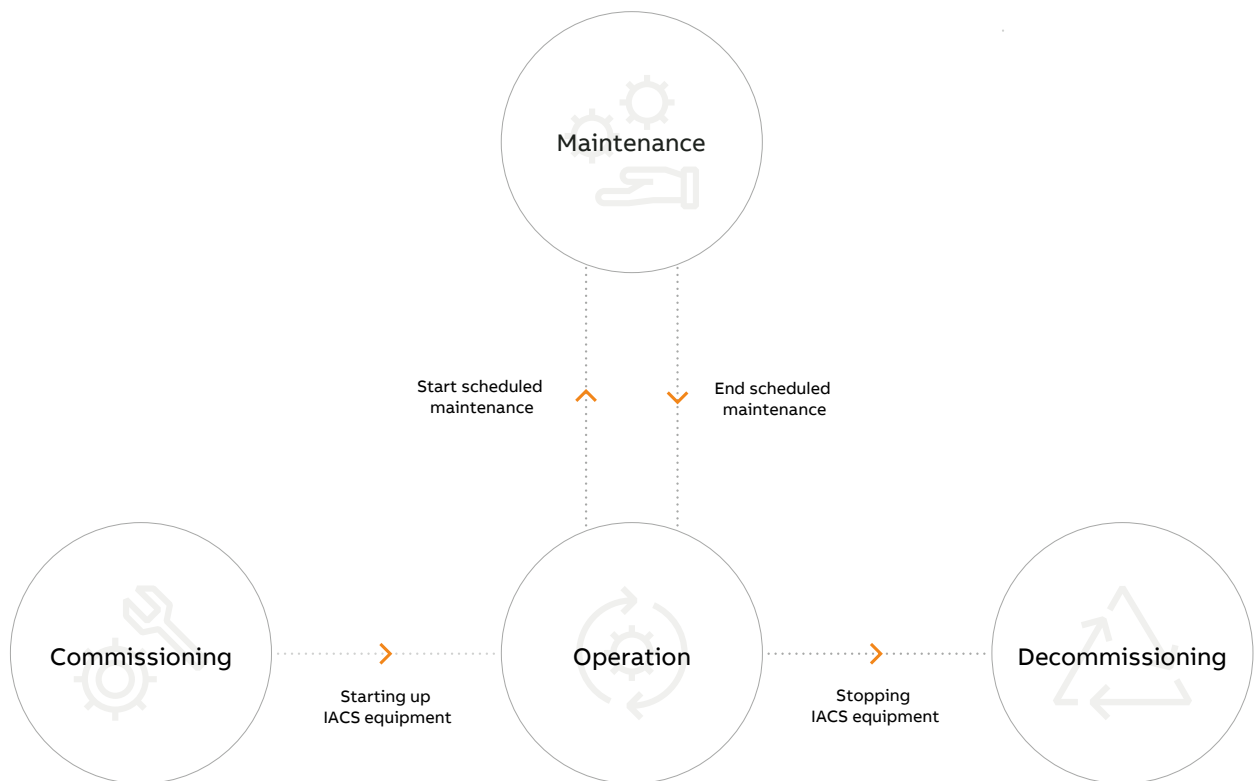 Maintenance
Start scheduled
maintenance
End scheduled
maintenance
Commissioning
Starting up
IACS equipment
Operation
Stopping
IACS equipment
Decommissioning